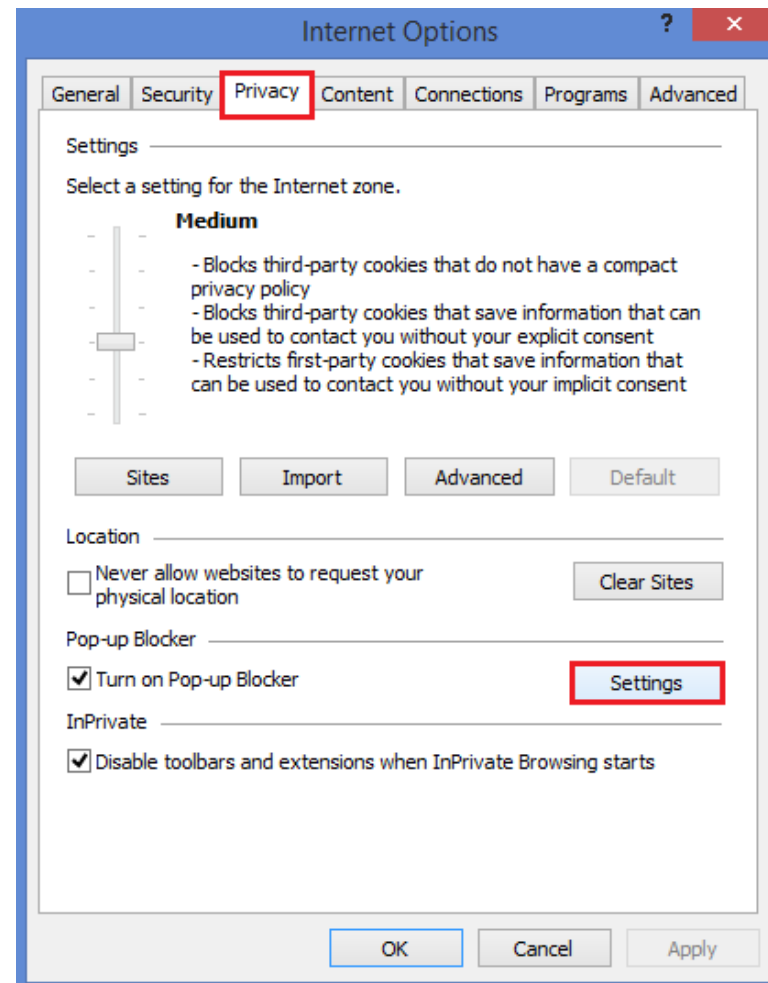 Internet Options ? ×
General Security Privacy Content Connections Programs Advanced
Settings
Select a setting for the Internet zone.
Medium
- Blocks third-party cookies that do not have a compact
privacy policy
- Blocks third-party cookies that save information that can
be used to contact you without your explicit consent
- Restricts first-party cookies that save information that
can be used to contact you without your implicit consent
Sites Import Advanced Default
Location
Never allow websites to request your
physical location
Clear Sites
Pop-up Blocker
Turn on Pop-up Blocker Settings
InPrivate
Disable toolbars and extensions when InPrivate Browsing starts
OK Cancel Apply